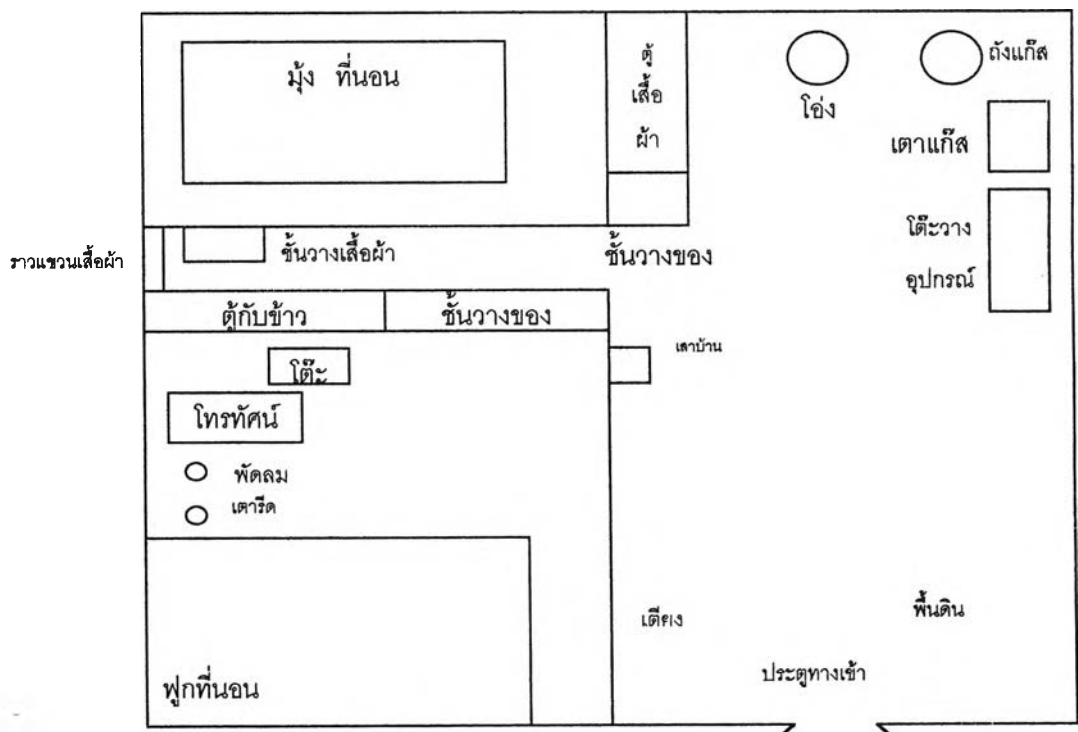 มุ้ง ที่นอน
ตู้
เสื้อ
ผ้า
โอ่ง
ถังแก๊ส
เตาแก๊ส
โต๊ะวาง
อุปกรณ์
ราวแขวนเสื้อผ้า
ชั้นวางเสื้อผ้า
ชั้นวางของ
ตู้กับข้าว
ชั้นวางของ
เสาบ้าน
โต๊ะ
โทรทัศน์
พัดลม
เตารีด
ฟูกที่นอน
เตียง
พื้นดิน
ประตูทางเข้า